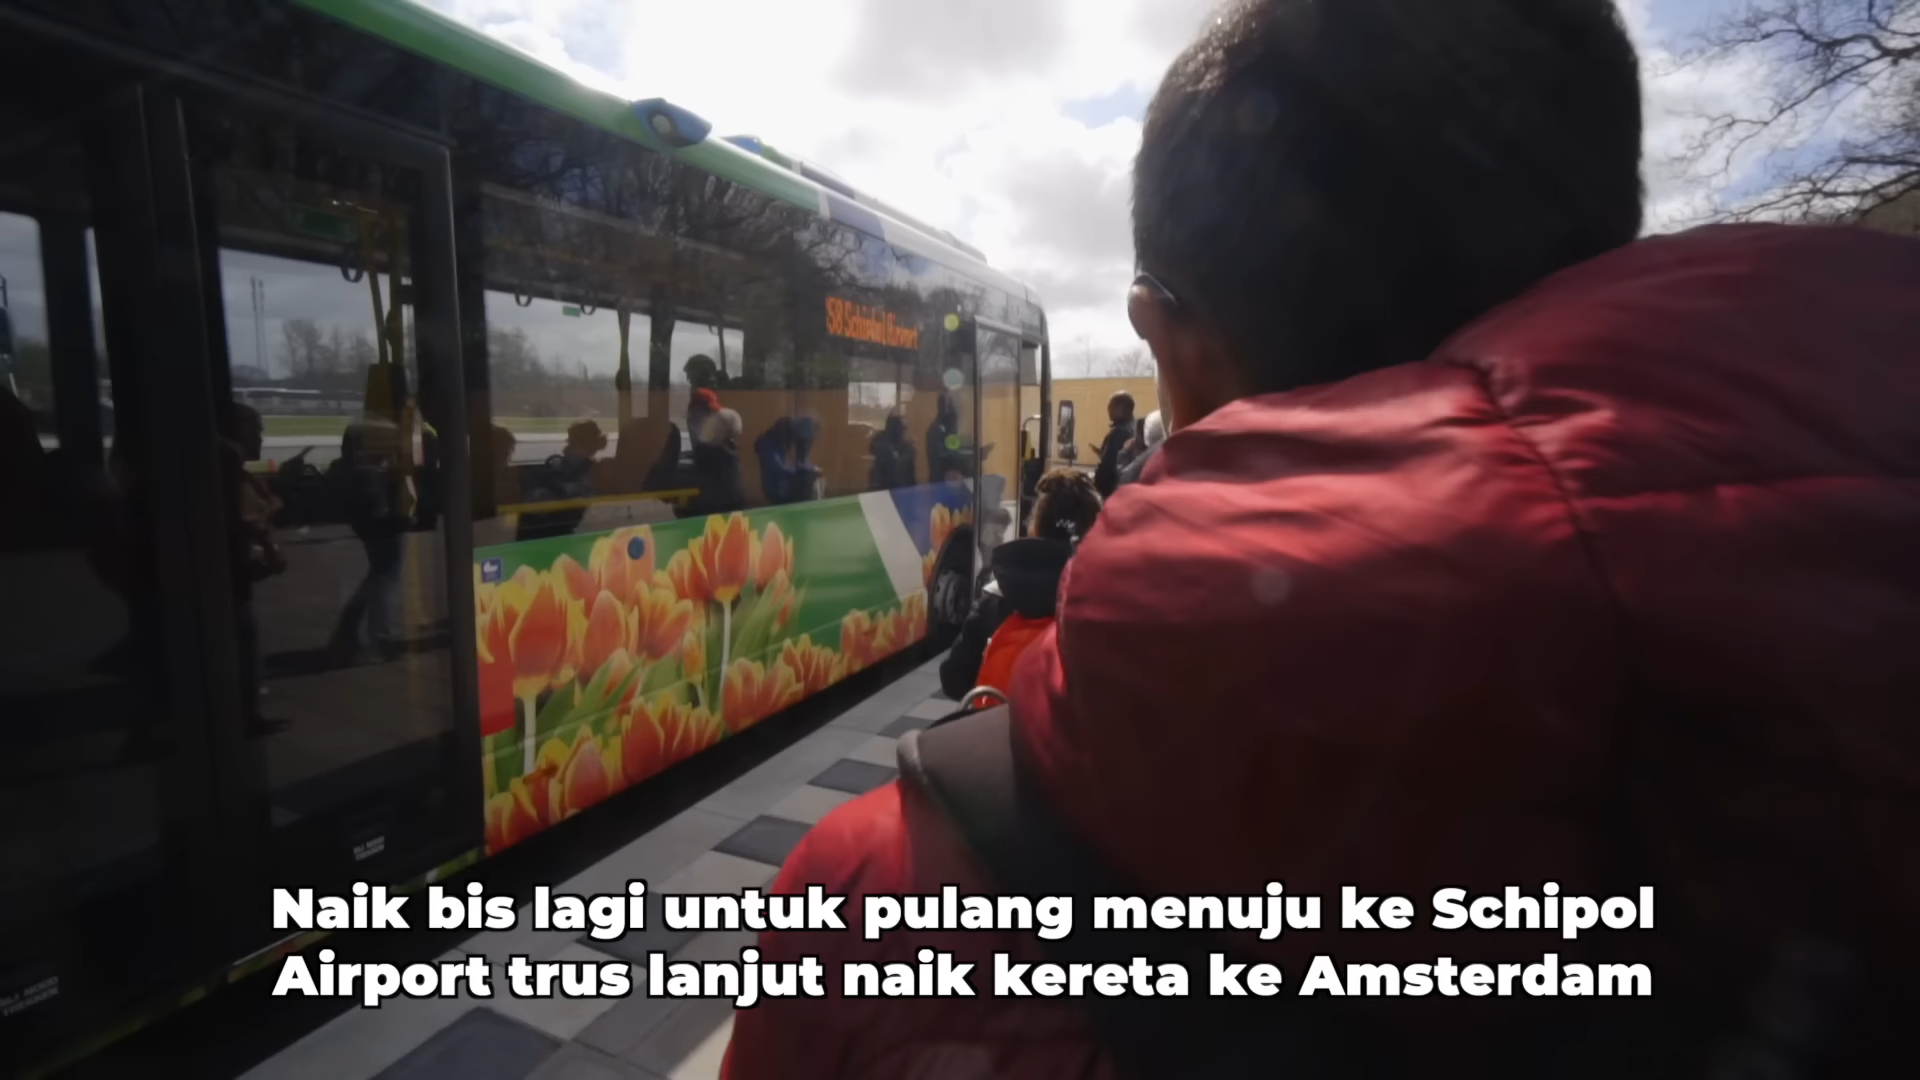 Naik bis lagi untuk pulang menuju ke Schipol
Airport trus lanjut naik kereta ke Amsterdam